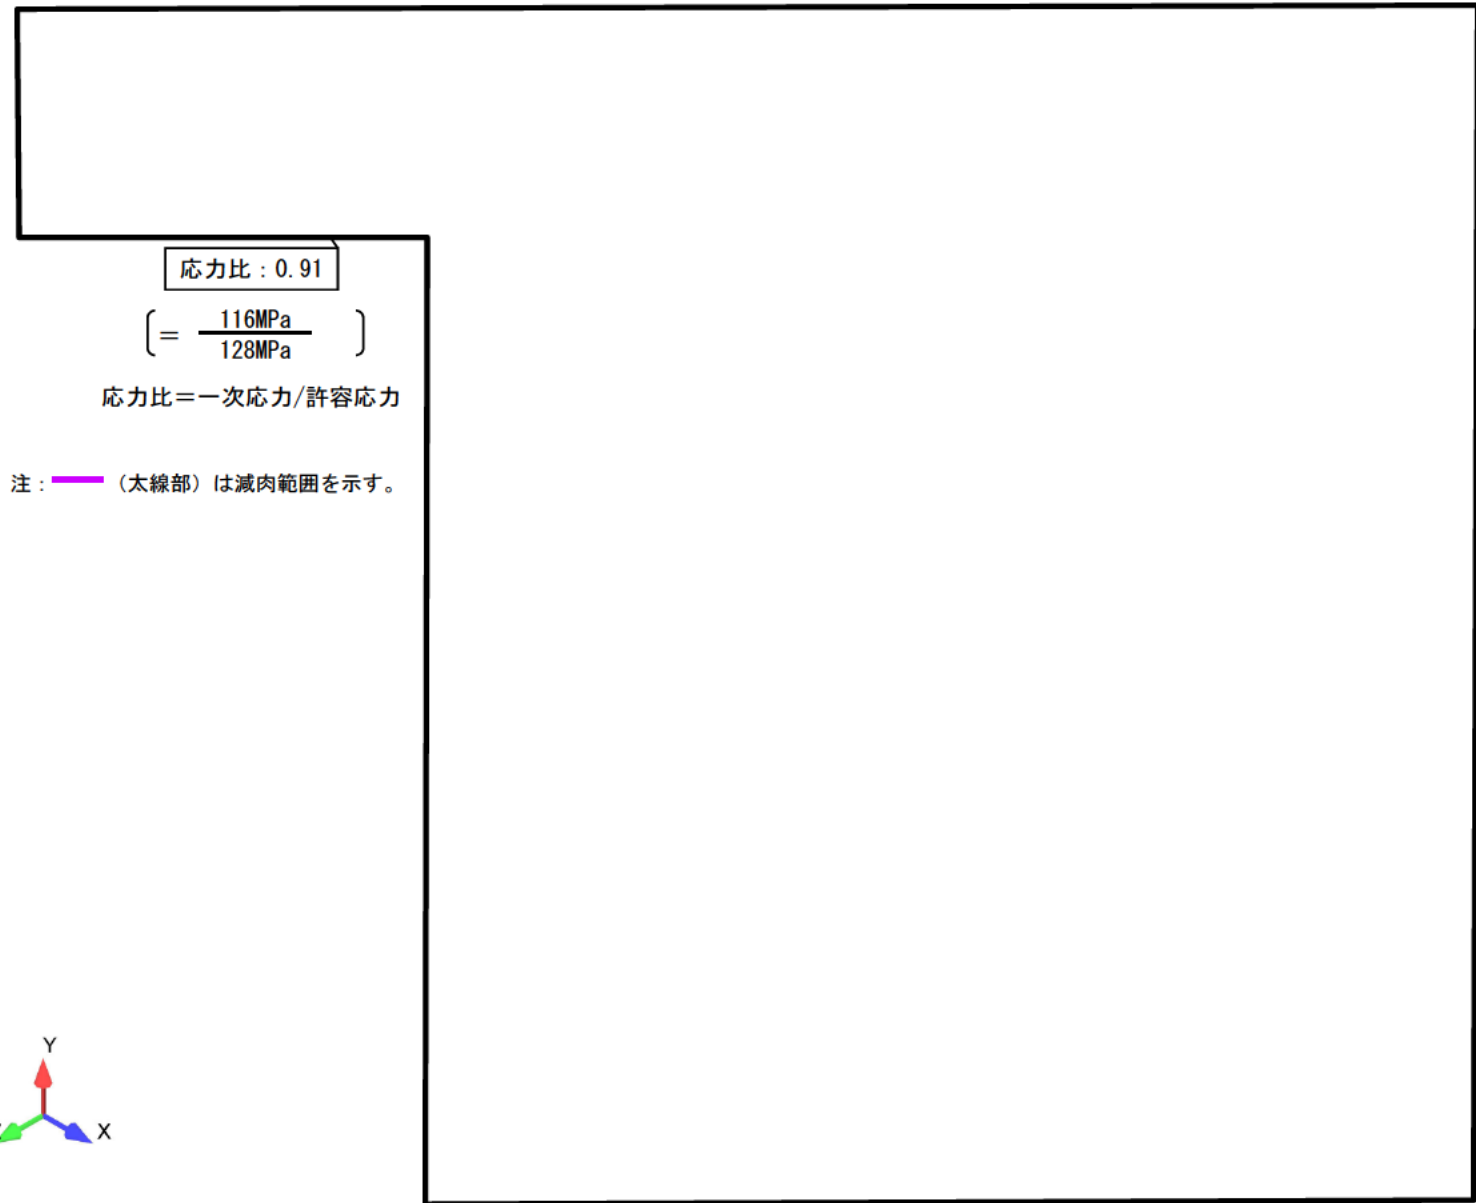 応力比：0.91
〔＝ 116MPa
128MPa 〕
応力比＝一次応力/許容応力
注： （太線部）は減肉範囲を示す。
Y
X